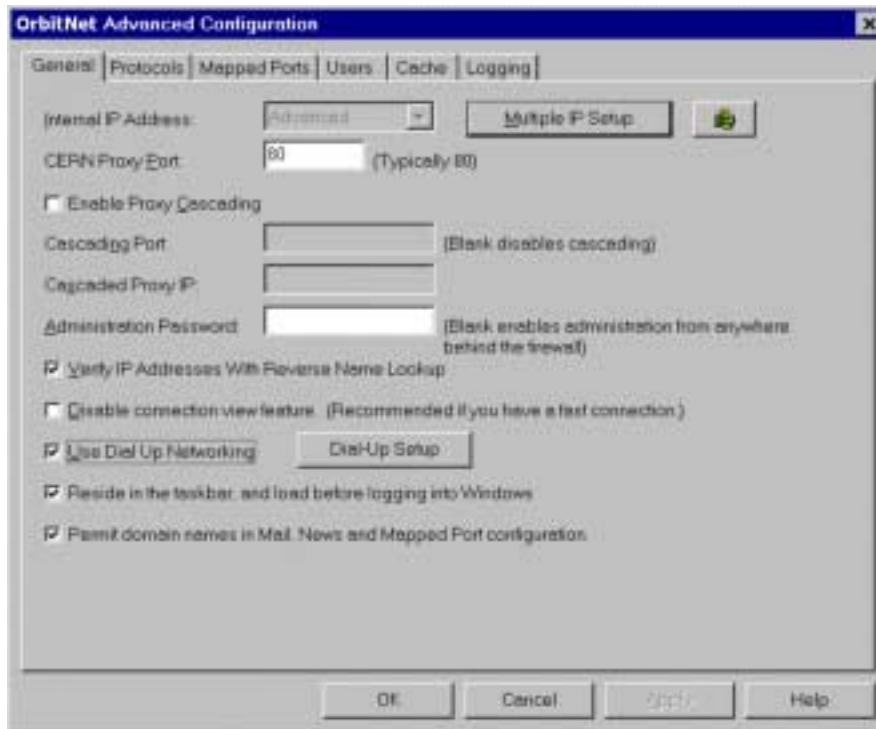 OrbitNet Advanced Configuration
General Protocols Mapped Ports Users Cache Logging
Internal IP Address: Advanced Multiple IP Setup
CERN Proxy Port: 80 (Typically 80)
Enable Proxy Cascading
Cascading Port: (Blank disables cascading)
Cascaded Proxy IP:
Administration Password: (Blank enables administration from anywhere
behind the firewall)
Verify IP Addresses With Reverse Name Lookup
Disable connection view feature. (Recommended if you have a fast connection.)
Use Dial Up Networking Dial-Up Setup
Reside in the taskbar, and load before logging into Windows
Permit domain names in Mail, News and Mapped Port configuration.
OK Cancel Apply Help